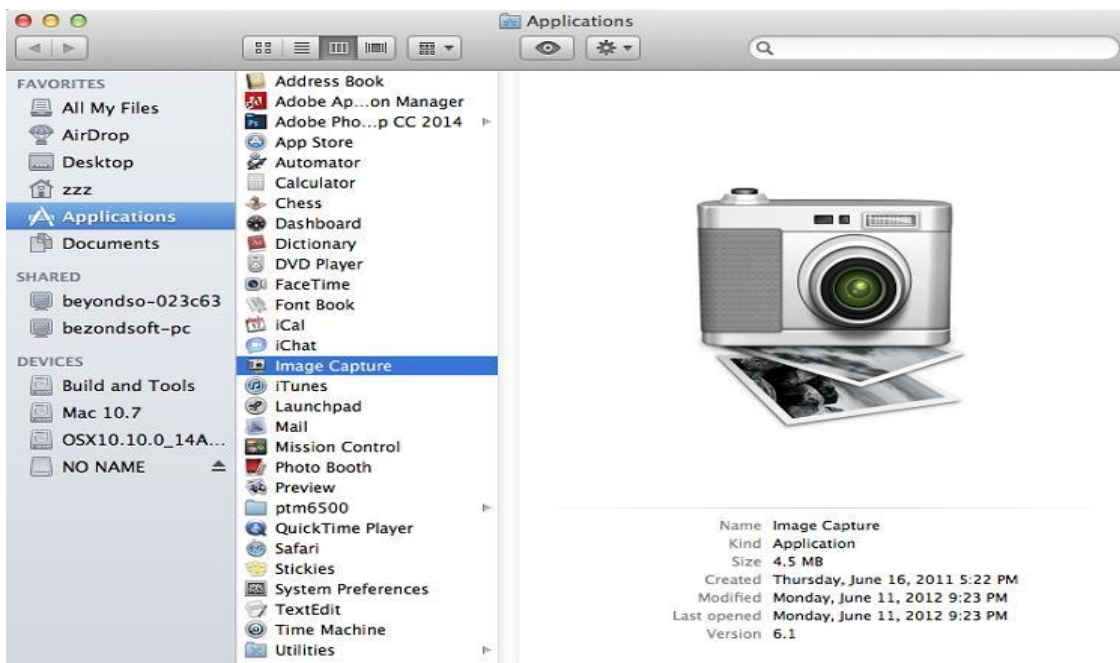 Applications
FAVORITES
All My Files
AirDrop
Desktop
zzz
Applications
Documents
SHARED
beyondso-023c63
bezondsoft-pc
DEVICES
Build and Tools
Mac 10.7
OSX10.10.0_14A...
NO NAME
Address Book
Adobe Ap...on Manager
Adobe Pho...p CC 2014
App Store
Automator
Calculator
Chess
Dashboard
Dictionary
DVD Player
FaceTime
Font Book
iCal
iChat
Image Capture
iTunes
Launchpad
Mail
Mission Control
Photo Booth
Preview
ptm6500
QuickTime Player
Safari
Stickies
System Preferences
TextEdit
Time Machine
Utilities
Name Image Capture
Kind Application
Size 4.5 MB
Created Thursday, June 16, 2011 5:22 PM
Modified Monday, June 11, 2012 9:23 PM
Last opened Monday, June 11, 2012 9:23 PM
Version 6.1